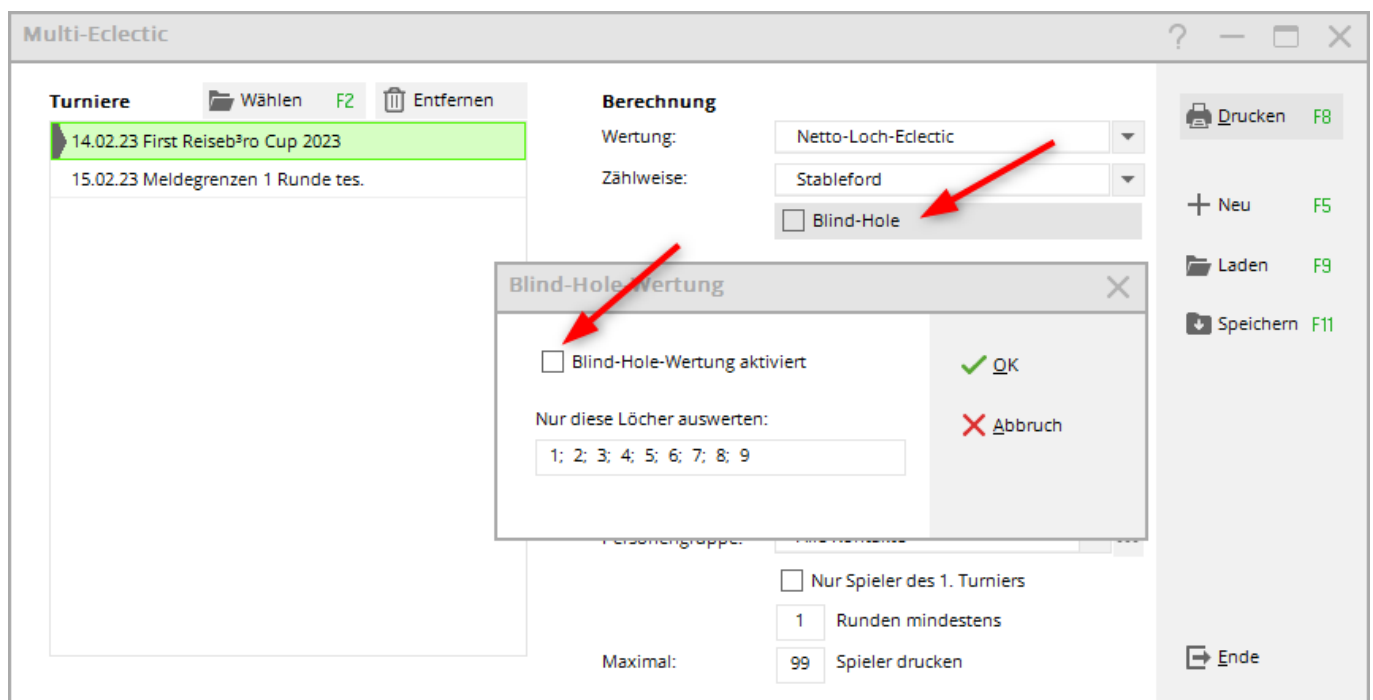 Multi-Eclectic
?
Turniere
Wählen F2
Entfernen
14.02.23 First Reiseb³ro Cup 2023
15.02.23 Meldegrenzen 1 Runde tes.
Berechnung
Wertung: Netto-Loch-Eclectic
Zählweise: Stableford
Blind-Hole
Blind-Hole-Wertung
Blind-Hole-Wertung aktiviert
Nur diese Löcher auswerten:
1; 2; 3; 4; 5; 6; 7; 8; 9
OK
Abbruch
Personengruppe: Alle Kontakte
Nur Spieler des 1. Turniers
1 Runden mindestens
Maximal: 99 Spieler drucken
Drucken F8
Neu F5
Laden F9
Speichern F11
Ende